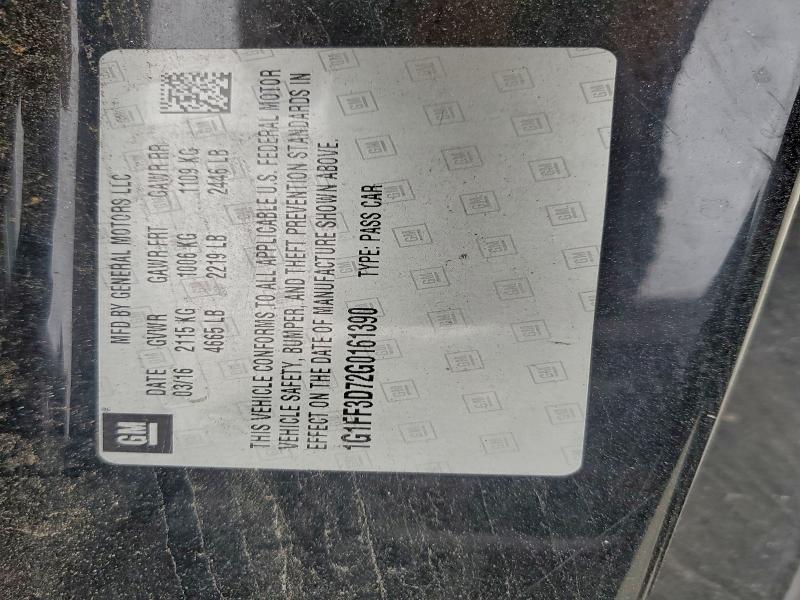 GM
MFD BY GENERAL MOTORS LLC
DATE GVWR GAWR FRT GAWR RR
03/16 2115 KG 1006 KG 1109 KG
4665 LB 2219 LB 2446 LB
THIS VEHICLE CONFORMS TO ALL APPLICABLE U.S. FEDERAL MOTOR
VEHICLE SAFETY, BUMPER, AND THEFT PREVENTION STANDARDS IN
EFFECT ON THE DATE OF MANUFACTURE SHOWN ABOVE.
1G1FF3D72G0161390 TYPE: PASS CAR